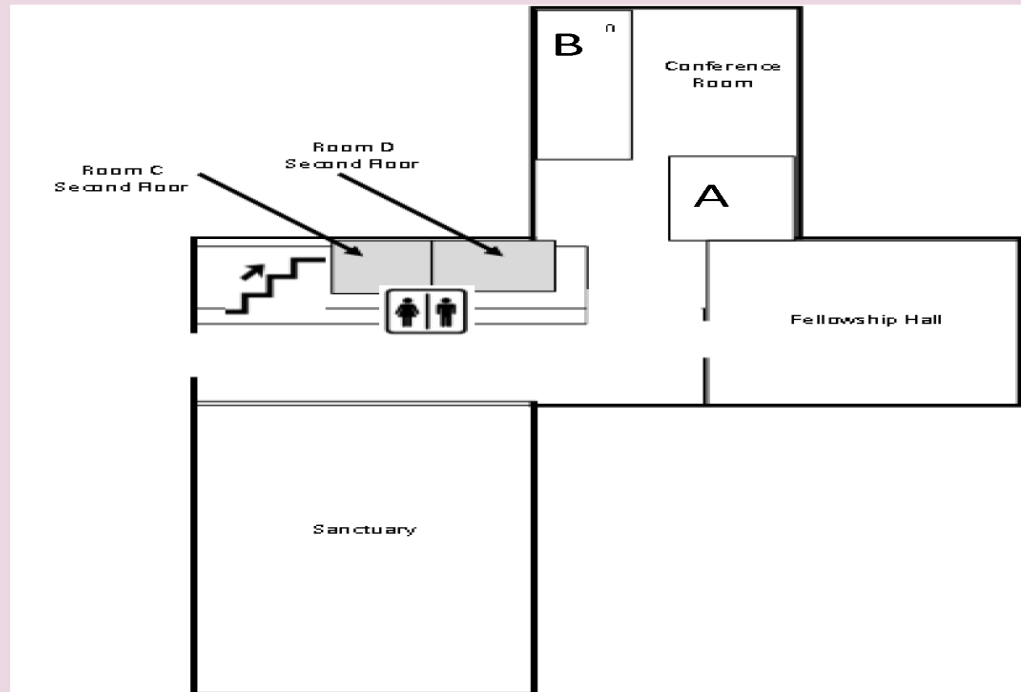 B
n
Conference
Room
Room D
Second Floor
Room C
Second Floor
A
Fellowship Hall
Sanctuary